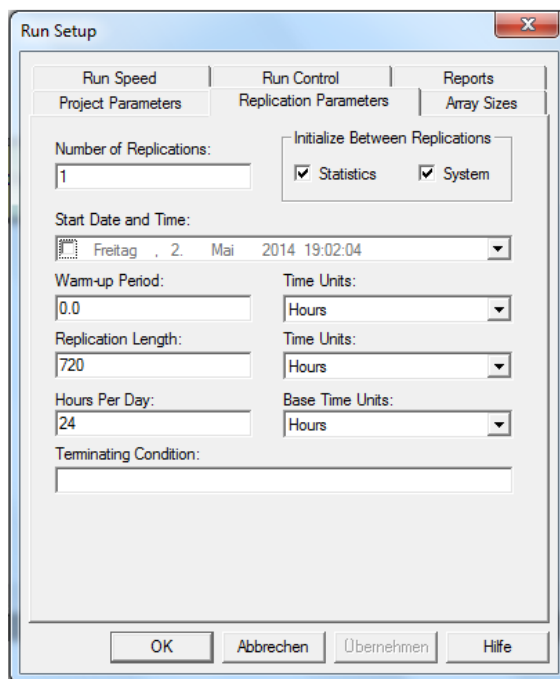 Run Setup
Run Speed Run Control Reports
Project Parameters Replication Parameters Array Sizes
Number of Replications: Initialize Between Replications
1 Statistics System
Start Date and Time:
Freitag , 2. Mai 2014 19:02:04
Warm-up Period: Time Units:
0.0 Hours
Replication Length: Time Units:
720 Hours
Hours Per Day: Base Time Units:
24 Hours
Terminating Condition:
OK Abbrechen Übernehmen Hilfe